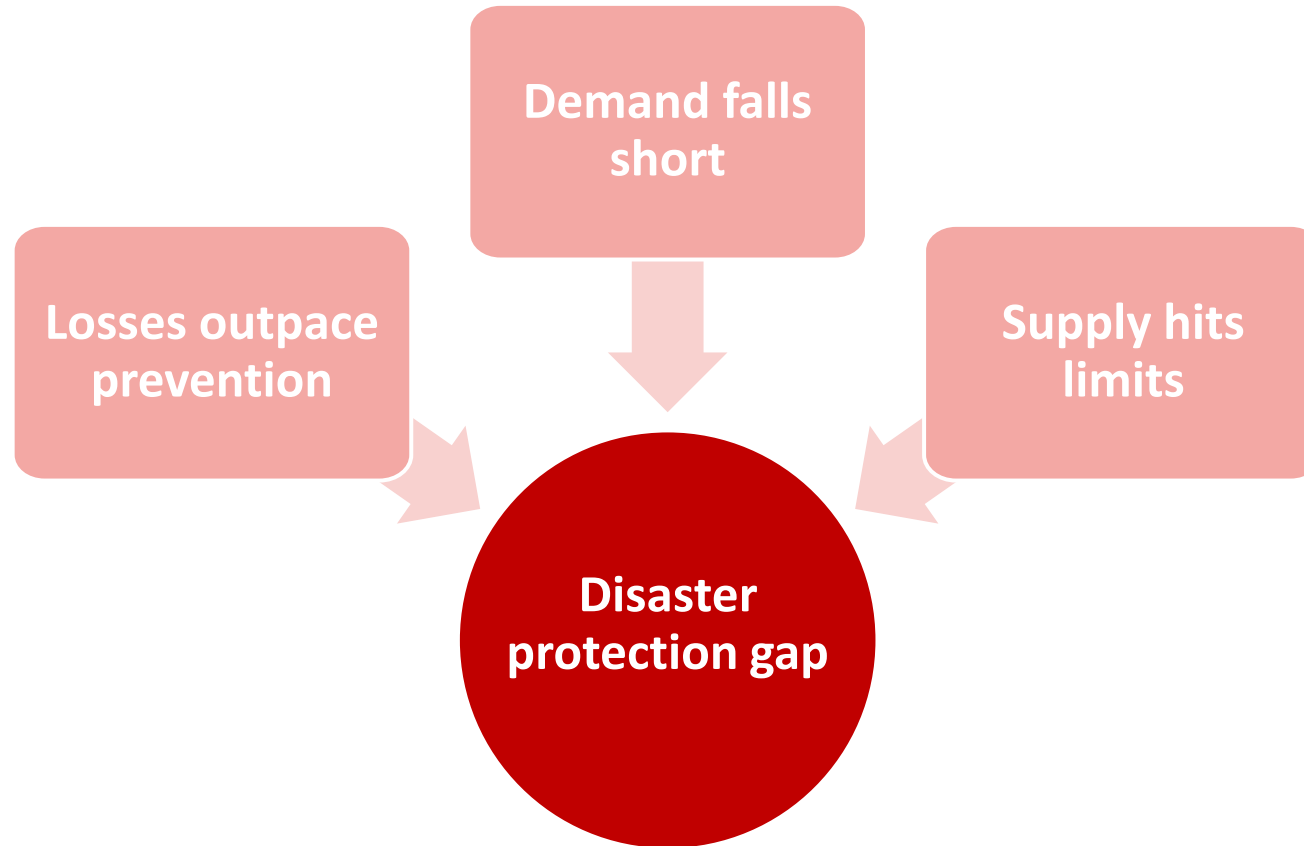 Demand falls
short
Losses outpace
prevention
Supply hits
limits
Disaster
protection gap